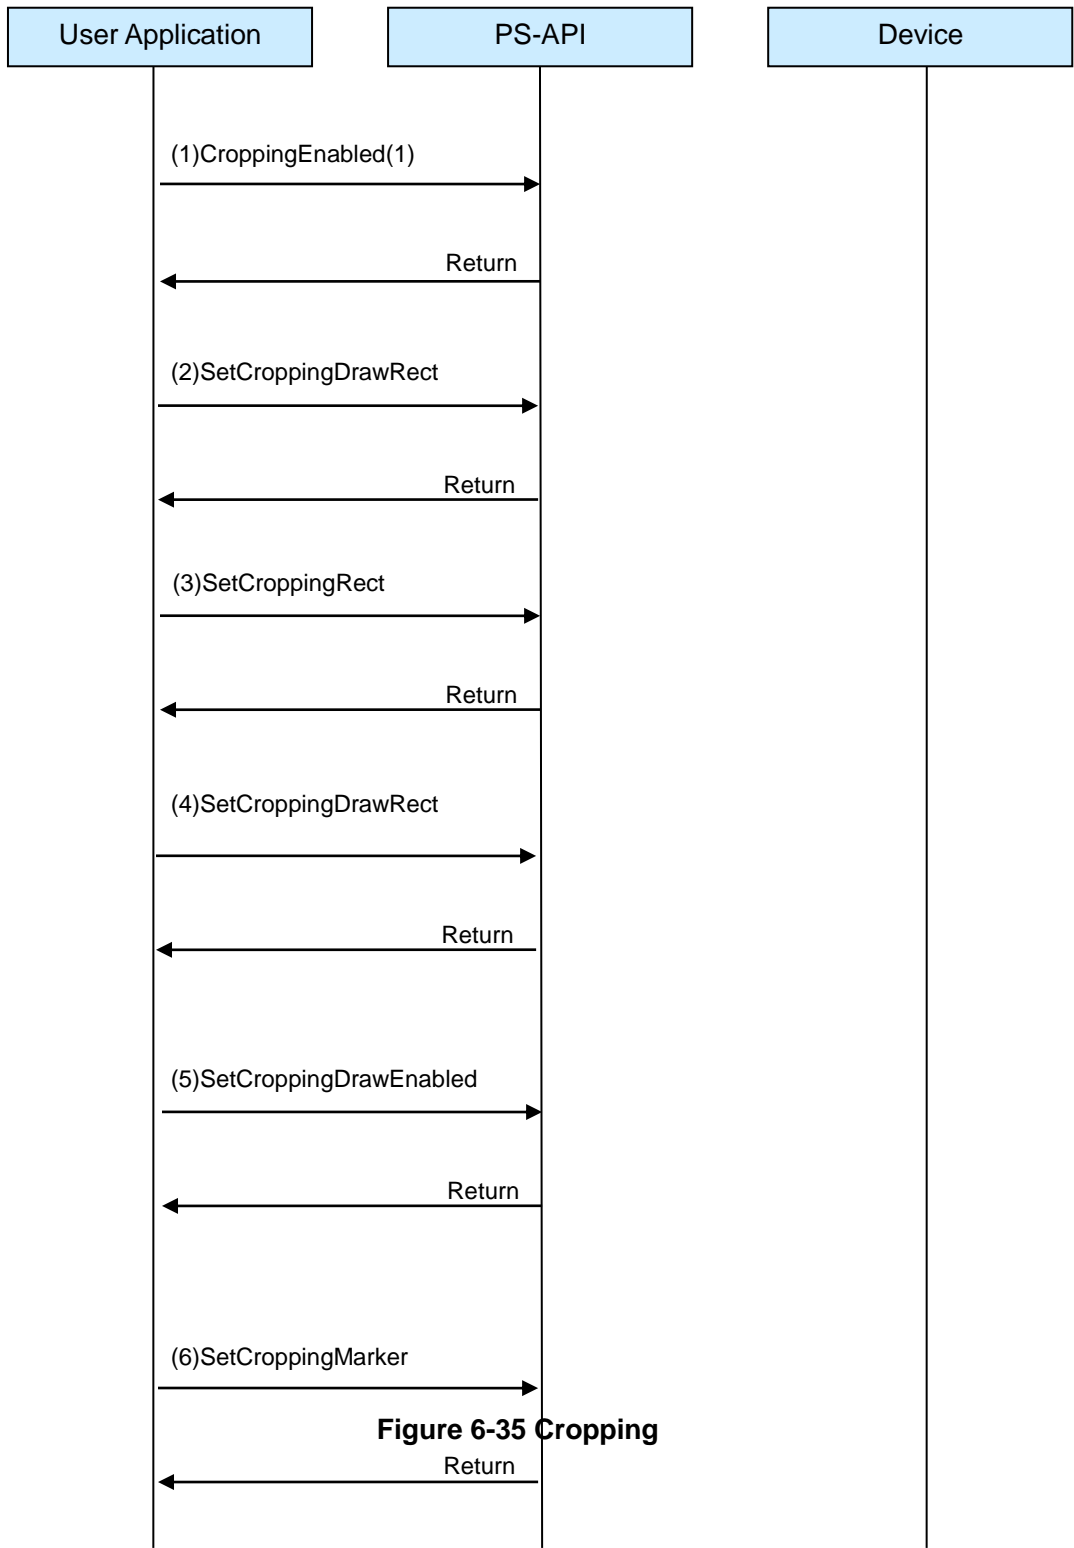 User Application
PS-API
Device
(1)CroppingEnabled(1)
Return
(2)SetCroppingDrawRect
Return
(3)SetCroppingRect
Return
(4)SetCroppingDrawRect
Return
(5)SetCroppingDrawEnabled
Return
(6)SetCroppingMarker
Figure 6-35 Cropping
Return